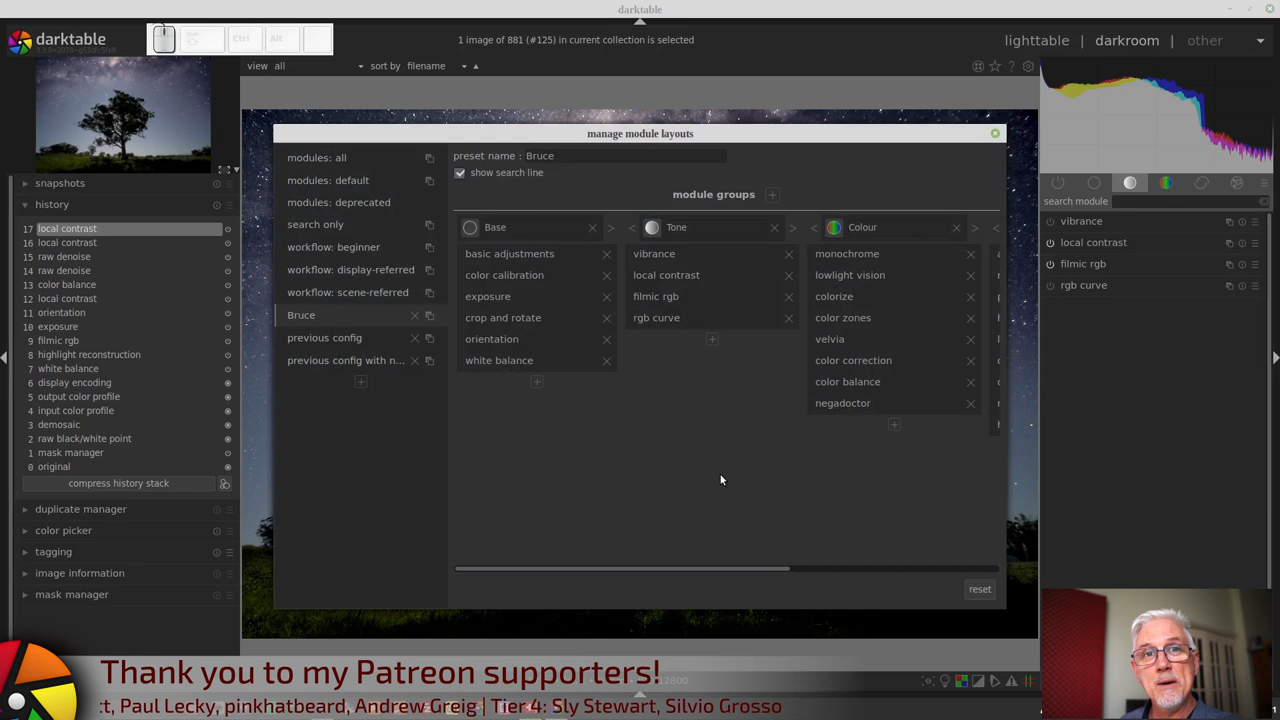 darktable
darktable
Ctrl
Alt
1 image of 881 (#125) in current collection is selected
lighttable | darkroom | other
view all
sort by filename
manage module layouts
snapshots
history
17 local contrast
16 local contrast
15 raw denoise
14 raw denoise
13 color balance
12 local contrast
11 orientation
10 exposure
9 filmic rgb
8 highlight reconstruction
7 white balance
6 display encoding
5 output color profile
4 input color profile
3 demosaic
2 raw black/white point
1 mask manager
0 original
compress history stack
duplicate manager
color picker
tagging
image information
mask manager
modules: all
modules: default
modules: deprecated
search only
workflow: beginner
workflow: display-referred
workflow: scene-referred
Bruce
previous config
previous config with n...
preset name : Bruce
show search line
module groups
Base
basic adjustments
color calibration
exposure
crop and rotate
orientation
white balance
Tone
vibrance
local contrast
filmic rgb
rgb curve
Colour
monochrome
lowlight vision
colorize
color zones
velvia
color correction
color balance
negadoctor
reset
search module
vibrance
local contrast
filmic rgb
rgb curve
12800
Thank you to my Patreon supporters!
t, Paul Lecky, pinkhatbeard, Andrew Greig | Tier 4: Sly Stewart, Silvio Grosso